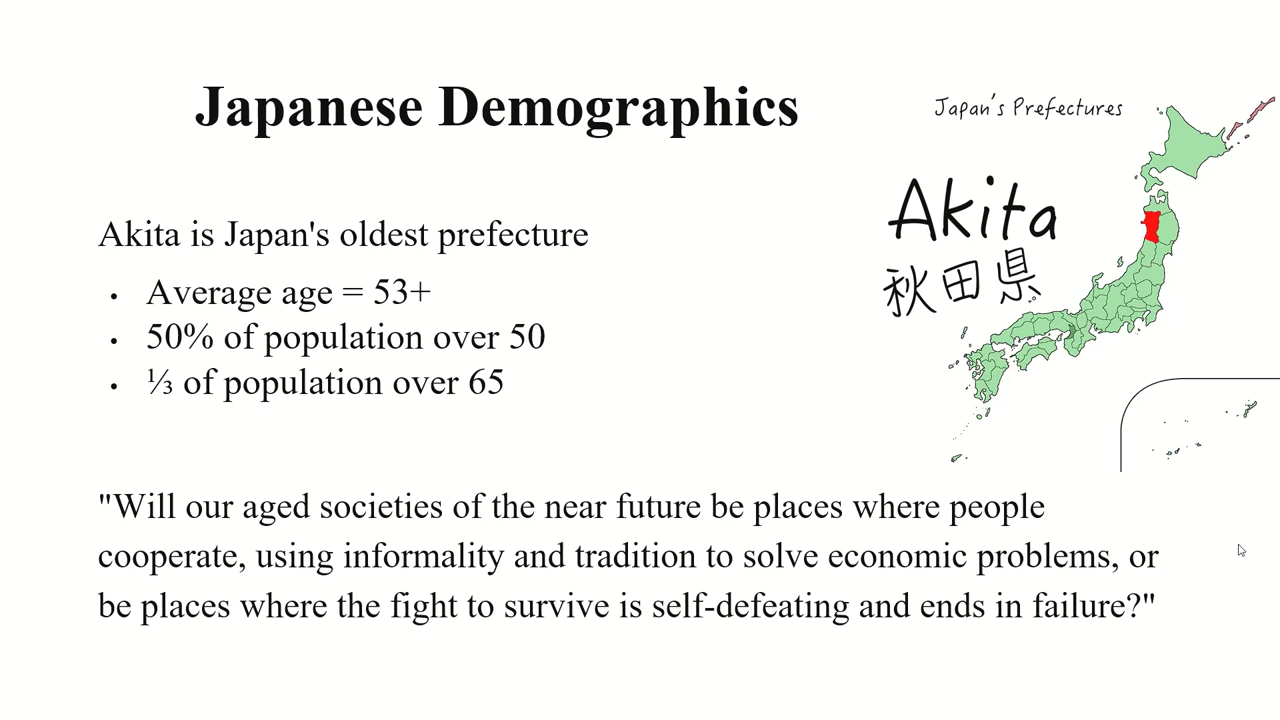 Japanese Demographics
Japan's Prefectures
Akita
秋田県
Akita is Japan's oldest prefecture
• Average age = 53+
• 50% of population over 50
• ⅓ of population over 65
"Will our aged societies of the near future be places where people
cooperate, using informality and tradition to solve economic problems, or
be places where the fight to survive is self-defeating and ends in failure?"